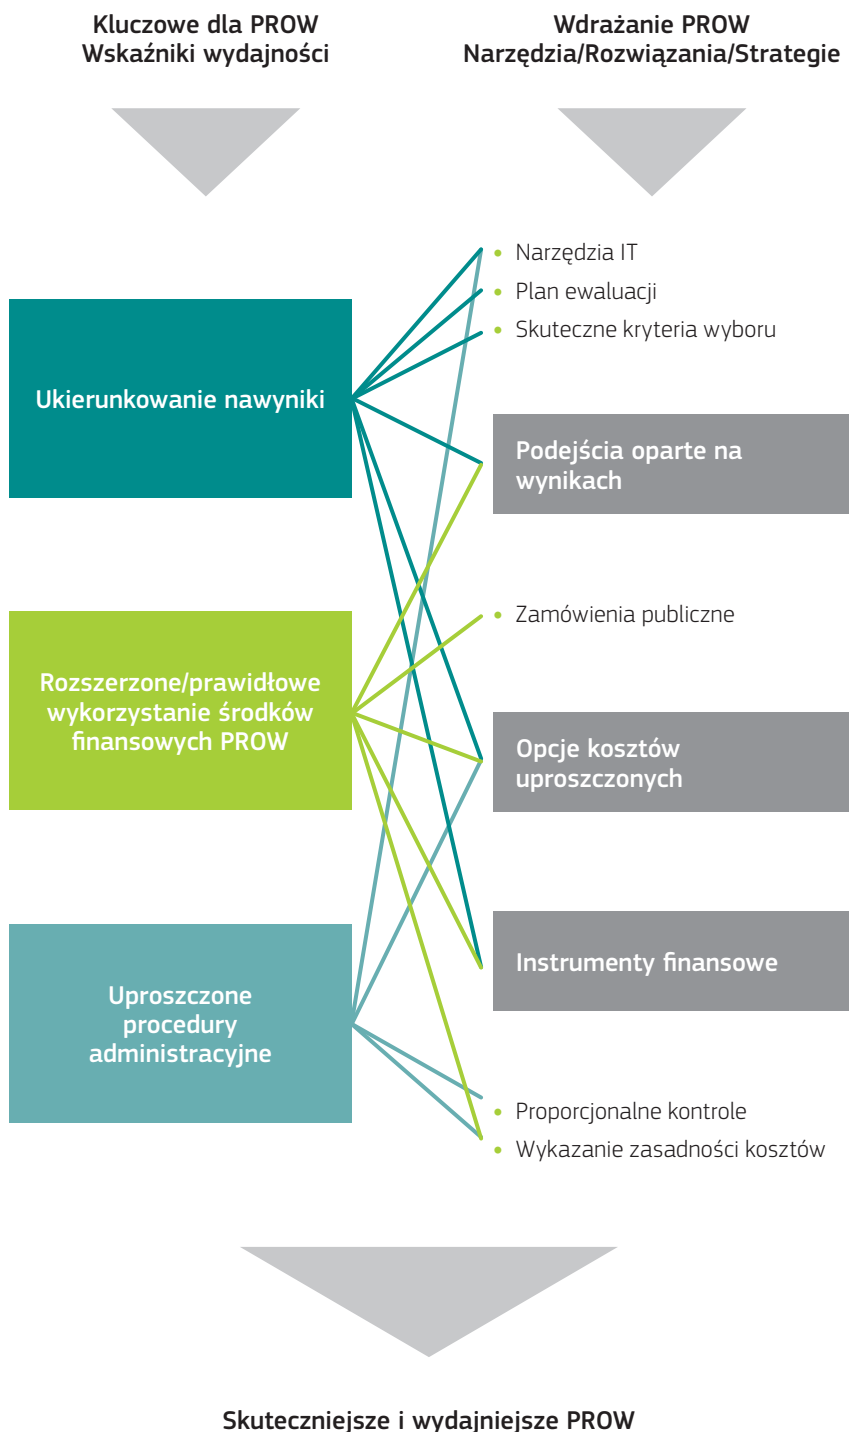 Kluczowe dla PROW
Wskaźniki wydajności
Wdrażanie PROW
Narzędzia/Rozwiązania/Strategie
• Narzędzia IT
• Plan ewaluacji
• Skuteczne kryteria wyboru
Ukierunkowanie nawyniki
Podejścia oparte na
wynikach
• Zamówienia publiczne
Rozszerzone/prawidłowe
wykorzystanie środków
finansowych PROW
Opcje kosztów
uproszczonych
Instrumenty finansowe
Uproszczone
procedury
administracyjne
• Proporcjonalne kontrole
• Wykazanie zasadności kosztów
Skuteczniejsze i wydajniejsze PROW